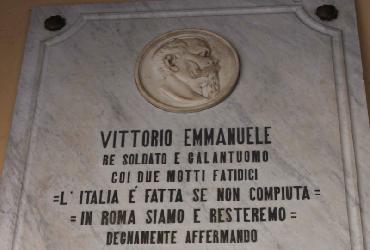 VITTORIO EMMANUELE
RE SOLDATO E GALANTUOMO
COI DUE MOTTI FATIDICI
=L'ITALIA É FATTA SE NON COMPIUTA=
=IN ROMA SIAMO E RESTEREMO=
DEGNAMENTE AFFERMANDO